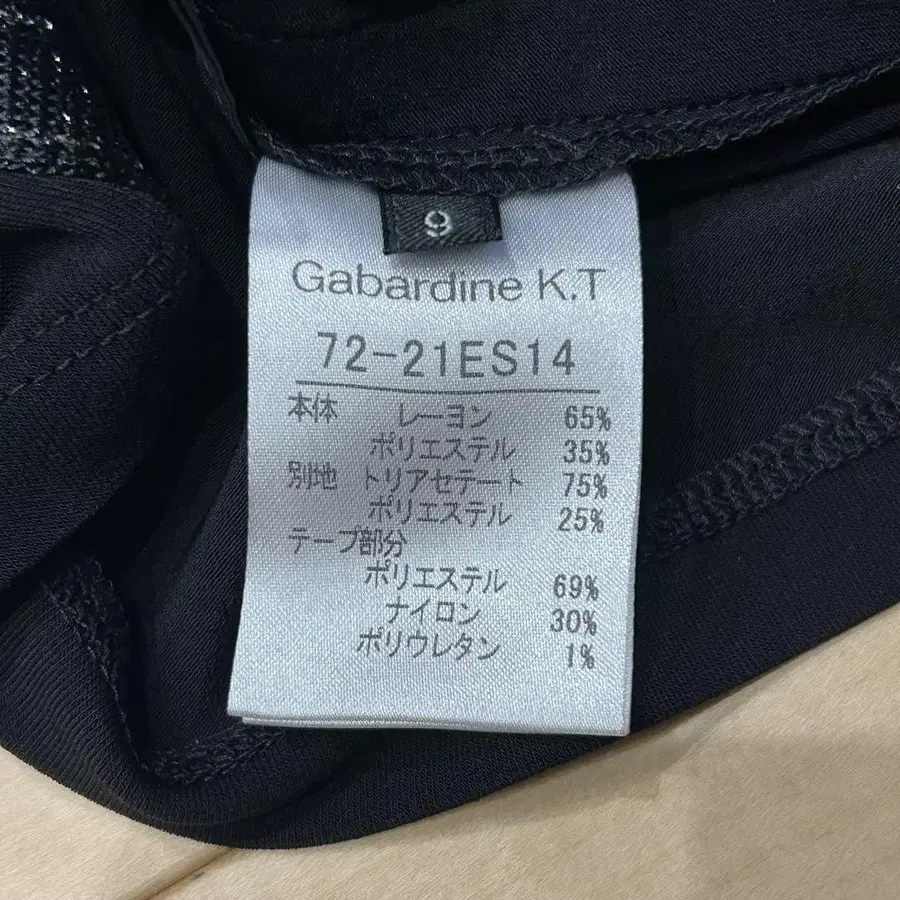 9
Gabardine K.T
72-21ES14
本体 レーヨン 65%
ポリエステル 35%
別地 トリアセテート 75%
ポリエステル 25%
テープ部分
ポリエステル 69%
ナイロン 30%
ポリウレタン 1%